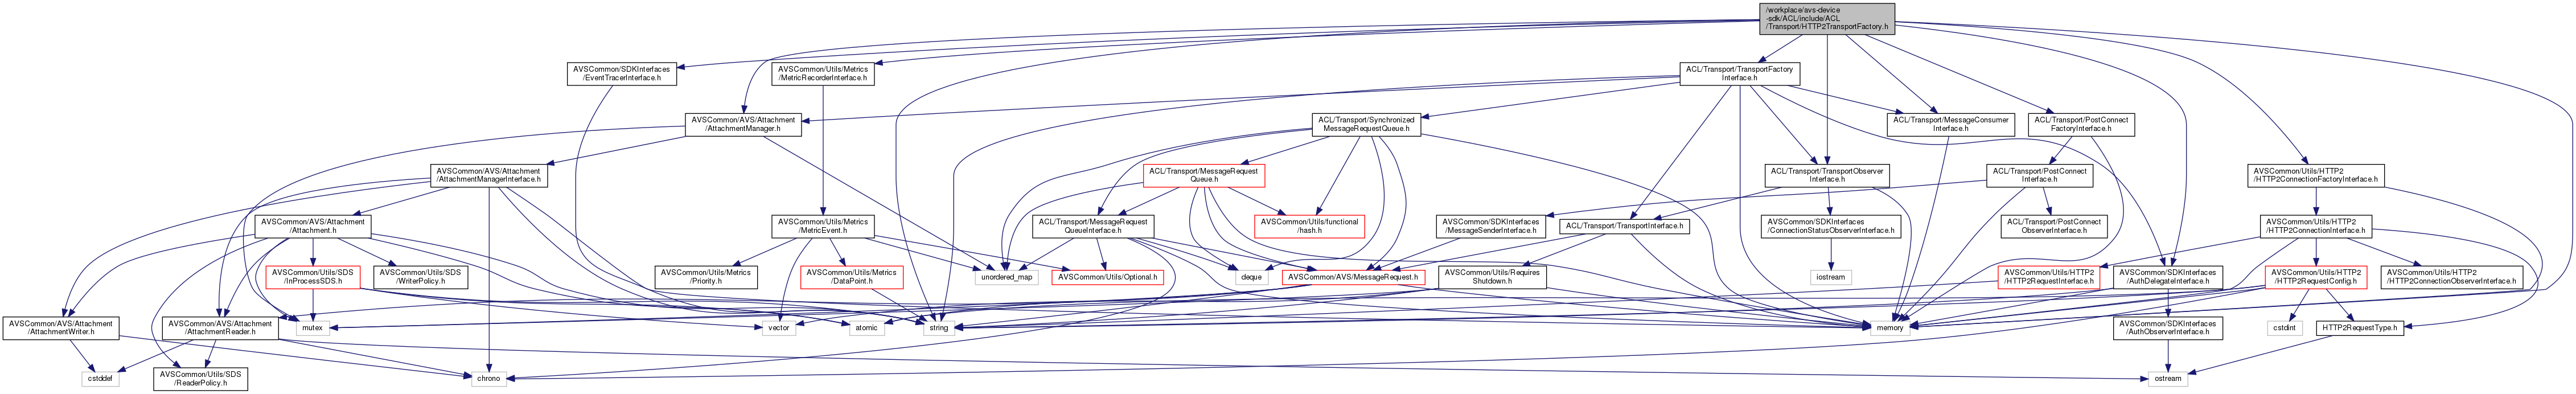 /workplace/avs-device
-sdk/ACL/include/ACL
/Transport/HTTP2TransportFactory.h
AVSCommon/SDKInterfaces
/EventTracerInterface.h
AVSCommon/Utils/Metrics
/MetricRecorderInterface.h
ACL/Transport/TransportFactory
Interface.h
AVSCommon/AVS/Attachment
/AttachmentManager.h
ACL/Transport/Synchronized
MessageRequestQueue.h
ACL/Transport/MessageConsumer
Interface.h
ACL/Transport/PostConnect
FactoryInterface.h
AVSCommon/AVS/Attachment
/AttachmentManagerInterface.h
ACL/Transport/MessageRequest
Queue.h
ACL/Transport/TransportObserver
Interface.h
ACL/Transport/PostConnect
Interface.h
AVSCommon/Utils/HTTP2
/HTTP2ConnectionFactoryInterface.h
AVSCommon/AVS/Attachment
/Attachment.h
AVSCommon/Utils/Metrics
/MetricEvent.h
ACL/Transport/MessageRequest
QueueInterface.h
AVSCommon/Utils/functional
/hash.h
AVSCommon/SDKInterfaces
/MessageSenderInterface.h
ACL/Transport/TransportInterface.h
AVSCommon/SDKInterfaces
/ConnectionStatusObserverInterface.h
ACL/Transport/PostConnect
ObserverInterface.h
AVSCommon/Utils/HTTP2
/HTTP2ConnectionInterface.h
AVSCommon/Utils/SDS
/InProcessSDS.h
AVSCommon/Utils/SDS
/WriterPolicy.h
AVSCommon/Utils/Metrics
/Priority.h
AVSCommon/Utils/Metrics
/DataPoint.h
unordered_map
AVSCommon/Utils/Optional.h
deque
AVSCommon/AVS/MessageRequest.h
AVSCommon/Utils/Requires
Shutdown.h
iostream
AVSCommon/Utils/HTTP2
/HTTP2RequestInterface.h
AVSCommon/SDKInterfaces
/AuthDelegateInterface.h
AVSCommon/Utils/HTTP2
/HTTP2RequestConfig.h
AVSCommon/Utils/HTTP2
/HTTP2ConnectionObserverInterface.h
AVSCommon/AVS/Attachment
/AttachmentWriter.h
AVSCommon/AVS/Attachment
/AttachmentReader.h
mutex
vector
atomic
string
memory
AVSCommon/SDKInterfaces
/AuthObserverInterface.h
cstdint
HTTP2RequestType.h
cstddef
AVSCommon/Utils/SDS
/ReaderPolicy.h
chrono
ostream